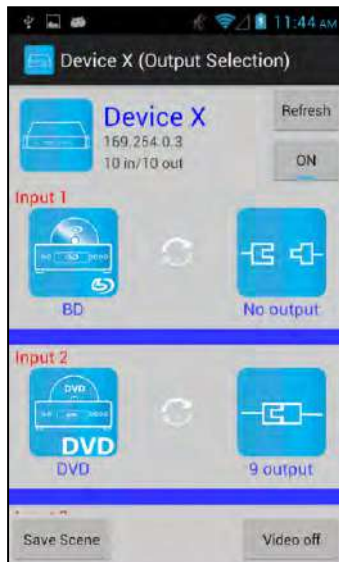 11:44 AM
Device X (Output Selection)
Device X
Refresh
169.254.0.3
10 in/10 out
ON
Input 1
BD
No output
Input 2
DVD
DVD
DVD
9 output
Save Scene
Video off